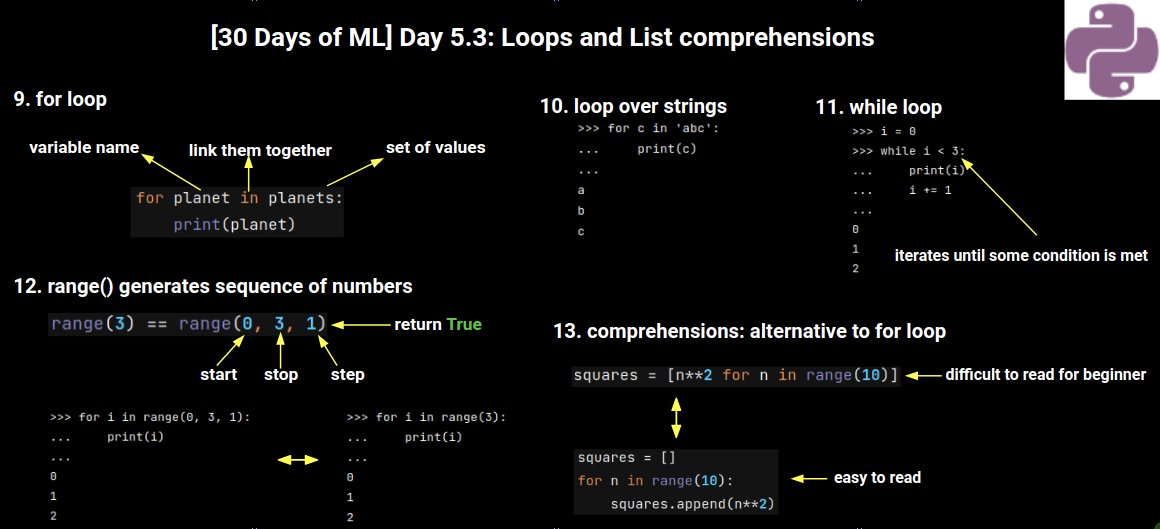 [30 Days of ML] Day 5.3: Loops and List comprehensions
9. for loop
variable name
link them together
set of values
for planet in planets:
    print(planet)
10. loop over strings
>>> for c in 'abc':
...     print(c)
...
a
b
c
11. while loop
>>> i = 0
>>> while i < 3:
...     print(i)
...     i += 1
...
0
1
2
iterates until some condition is met
12. range() generates sequence of numbers
range(3) == range(0, 3, 1)
return True
start
stop
step
>>> for i in range(0, 3, 1):
...     print(i)
...
0
1
2
>>> for i in range(3):
...     print(i)
...
0
1
2
13. comprehensions: alternative to for loop
squares = [n**2 for n in range(10)]
difficult to read for beginner
squares = []
for n in range(10):
    squares.append(n**2)
easy to read